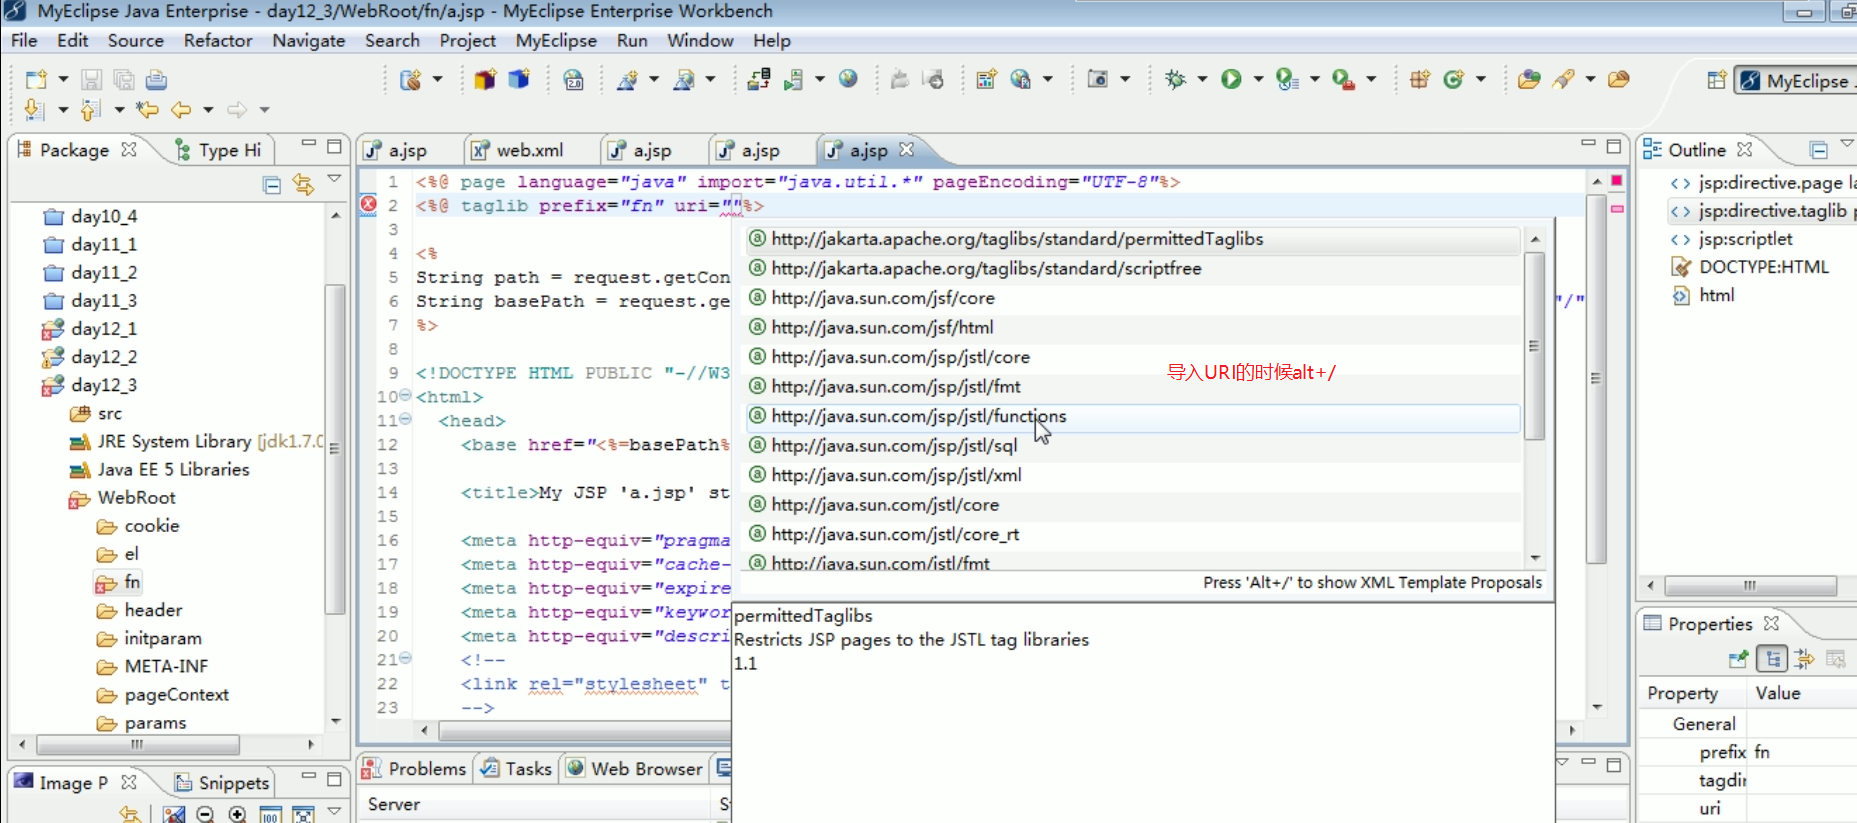 MyEclipse Java Enterprise - day12_3/WebRoot/fn/a.jsp - MyEclipse Enterprise Workbench
File Edit Source Refactor Navigate Search Project MyEclipse Run Window Help
MyEclipse
Package
Type Hi
day10_4
day11_1
day11_2
day11_3
day12_1
day12_2
day12_3
src
JRE System Library [jdk1.7.0
Java EE 5 Libraries
WebRoot
cookie
el
fn
header
initparam
META-INF
pageContext
params
Image P
Snippets
a.jsp web.xml a.jsp a.jsp a.jsp
1 <%@ page language="java" import="java.util.*" pageEncoding="UTF-8"%>
2 <%@ taglib prefix="fn" uri=""%>
3
4 <%
5 String path = request.getCon
6 String basePath = request.ge "/"
7 %>
8
9 <!DOCTYPE HTML PUBLIC "-//W3
10 <html>
11 <head>
12 <base href="<%=basePath%
13
14 <title>My JSP 'a.jsp' st
15
16 <meta http-equiv="pragma
17 <meta http-equiv="cache-
18 <meta http-equiv="expire
19 <meta http-equiv="keywor
20 <meta http-equiv="descri
21 <!--
22 <link rel="stylesheet" t
23 -->
http://jakarta.apache.org/taglibs/standard/permittedTaglibs
http://jakarta.apache.org/taglibs/standard/scriptfree
http://java.sun.com/jsf/core
http://java.sun.com/jsf/html
http://java.sun.com/jsp/jstl/core
http://java.sun.com/jsp/jstl/fmt
http://java.sun.com/jsp/jstl/functions
http://java.sun.com/jsp/jstl/sql
http://java.sun.com/jsp/jstl/xml
http://java.sun.com/jstl/core
http://java.sun.com/jstl/core_rt
http://java.sun.com/jstl/fmt
导入URI的时候alt+/
Press 'Alt+/' to show XML Template Proposals
permittedTaglibs
Restricts JSP pages to the JSTL tag libraries
1.1
Problems Tasks Web Browser
Server
Outline
jsp:directive.page la
jsp:directive.taglib p
jsp:scriptlet
DOCTYPE:HTML
html
Properties
Property Value
General
prefix fn
tagdir
uri